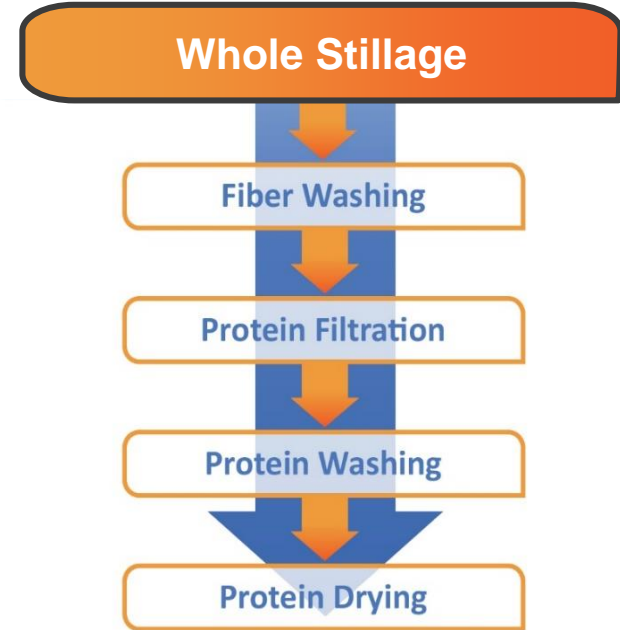 Whole Stillage
Fiber Washing
Protein Filtration
Protein Washing
Protein Drying